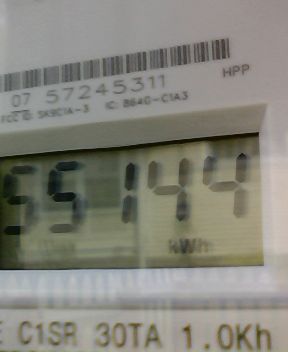 HPP
07 57245311
FCC ID: SK9C1A-3 IC: 864G-C1A3
55144
kWh
E C1SR 30TA 1.0Kh